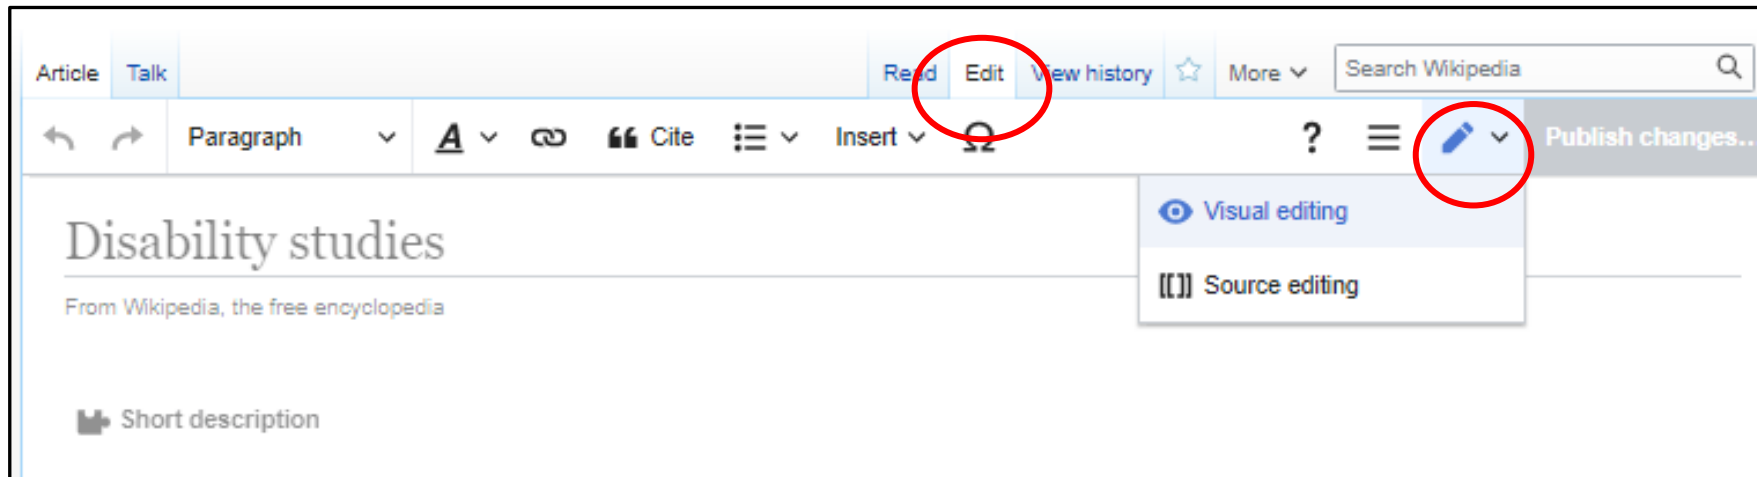 Article Talk Read Edit View history More Search Wikipedia
Paragraph A Cite Insert Ω ? Publish changes..
Visual editing
Disability studies
[[]] Source editing
From Wikipedia, the free encyclopedia
Short description